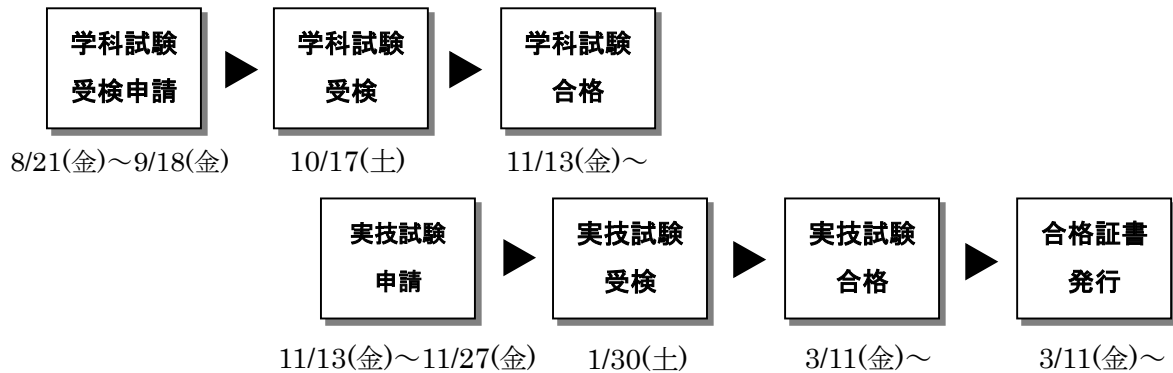 学科試験
受検申請
学科試験
受検
学科試験
合格
8/21(金)～9/18(金)
10/17(土)
11/13(金)～
実技試験
申請
実技試験
受検
実技試験
合格
合格証書
発行
11/13(金)～11/27(金)
1/30(土)
3/11(金)～
3/11(金)～